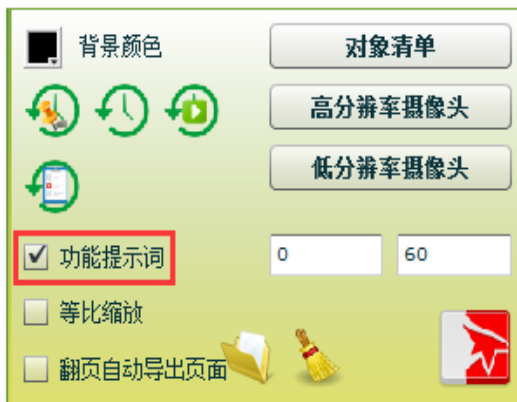 背景颜色
对象清单
高分辨率摄像头
低分辨率摄像头
功能提示词
0
60
等比缩放
翻页自动导出页面